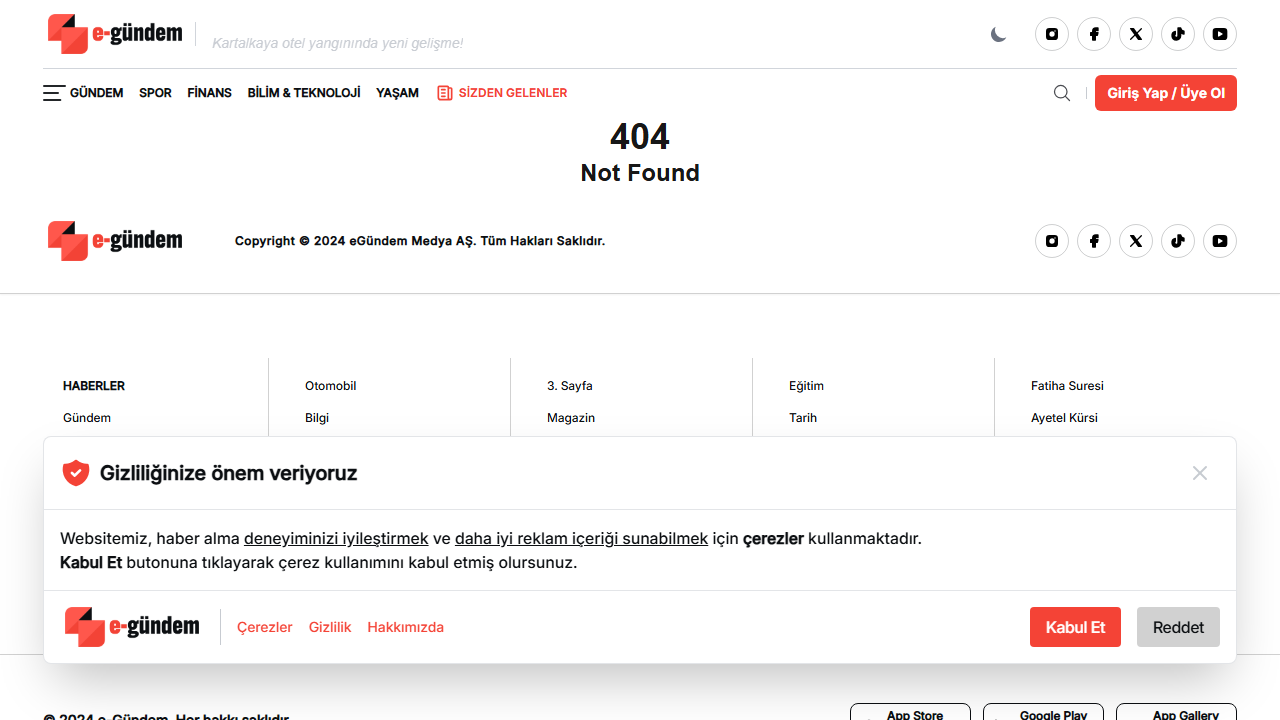 e-gündem
Kartalkaya otel yangınında yeni gelişme!
GÜNDEM SPOR FİNANS BİLİM & TEKNOLOJİ YAŞAM SİZDEN GELENLER
Giriş Yap / Üye Ol
404
Not Found
e-gündem
Copyright © 2024 eGündem Medya AŞ. Tüm Hakları Saklıdır.
HABERLER Otomobil 3. Sayfa Eğitim Fatiha Suresi
Gündem Bilgi Magazin Tarih Ayetel Kürsi
Gizliliğinize önem veriyoruz
Websitemiz, haber alma deneyiminizi iyileştirmek ve daha iyi reklam içeriği sunabilmek için çerezler kullanmaktadır.
Kabul Et butonuna tıklayarak çerez kullanımını kabul etmiş olursunuz.
e-gündem Çerezler Gizlilik Hakkımızda Kabul Et Reddet
© 2024 e-Gündem. Her hakkı saklıdır. App Store Google Play App Gallery